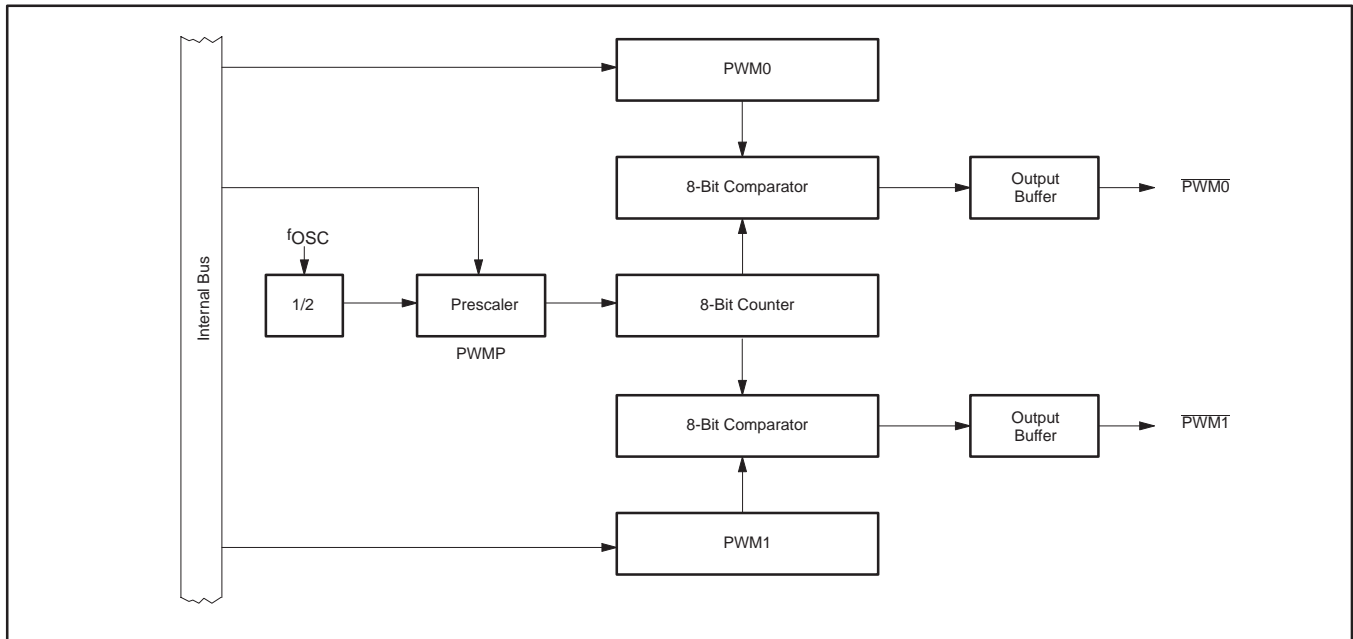 PWM0
8-Bit Comparator
Output
Buffer
PWM0
Internal Bus
fOSC
1/2
Prescaler
8-Bit Counter
PWMP
8-Bit Comparator
Output
Buffer
PWM1
PWM1